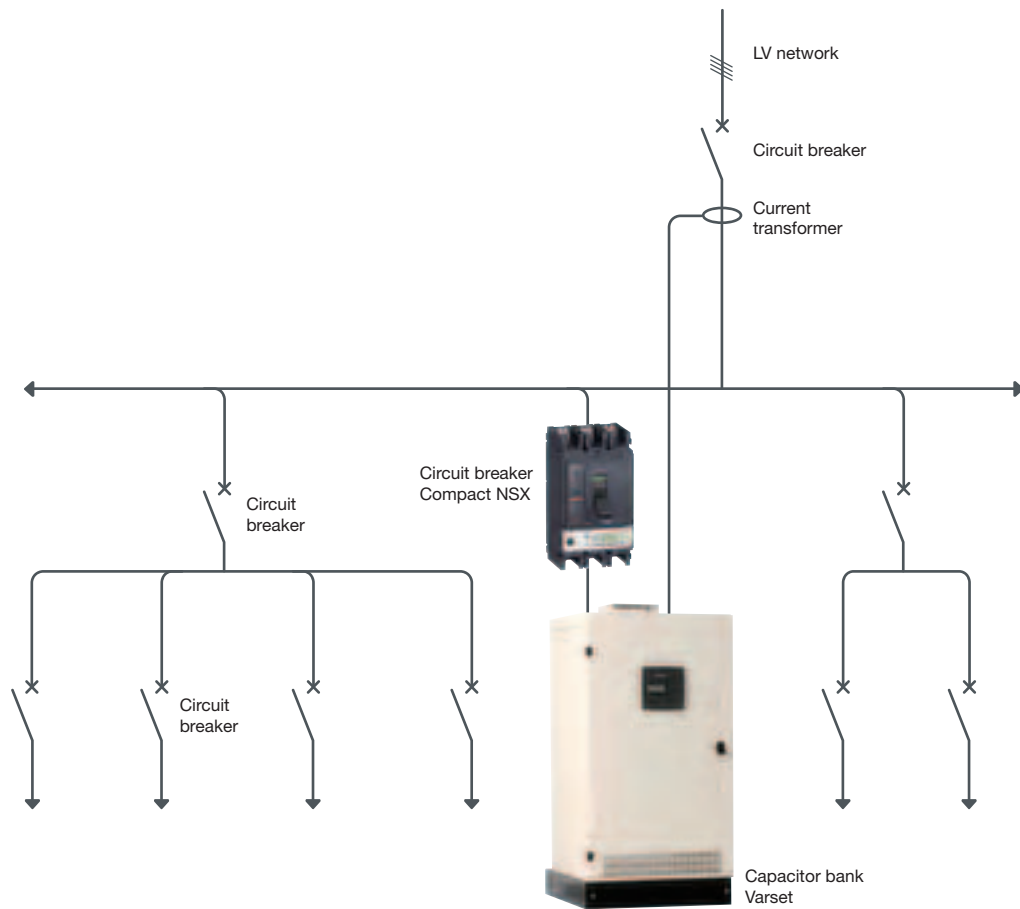 LV network
Circuit breaker
Current
transformer
Circuit breaker
Compact NSX
Circuit
breaker
Circuit
breaker
Capacitor bank
Varset